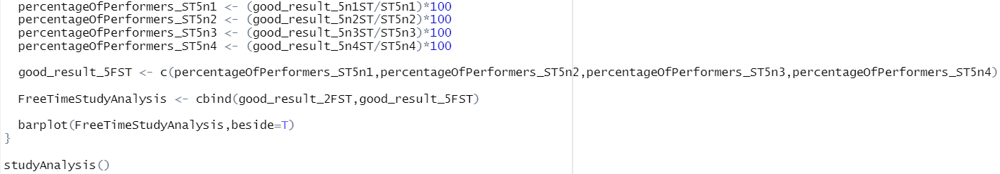 percentageOfPerformers_ST5n1 <- (good_result_5n1ST/ST5n1)*100
percentageOfPerformers_ST5n2 <- (good_result_5n2ST/ST5n2)*100
percentageOfPerformers_ST5n3 <- (good_result_5n3ST/ST5n3)*100
percentageOfPerformers_ST5n4 <- (good_result_5n4ST/ST5n4)*100
good_result_5FST <- c(percentageOfPerformers_ST5n1,percentageOfPerformers_ST5n2,percentageOfPerformers_ST5n3,percentageOfPerformers_ST5n4)
FreeTimeStudyAnalysis <- cbind(good_result_2FST,good_result_5FST)
barplot(FreeTimeStudyAnalysis,beside=T)
}
studyAnalysis()